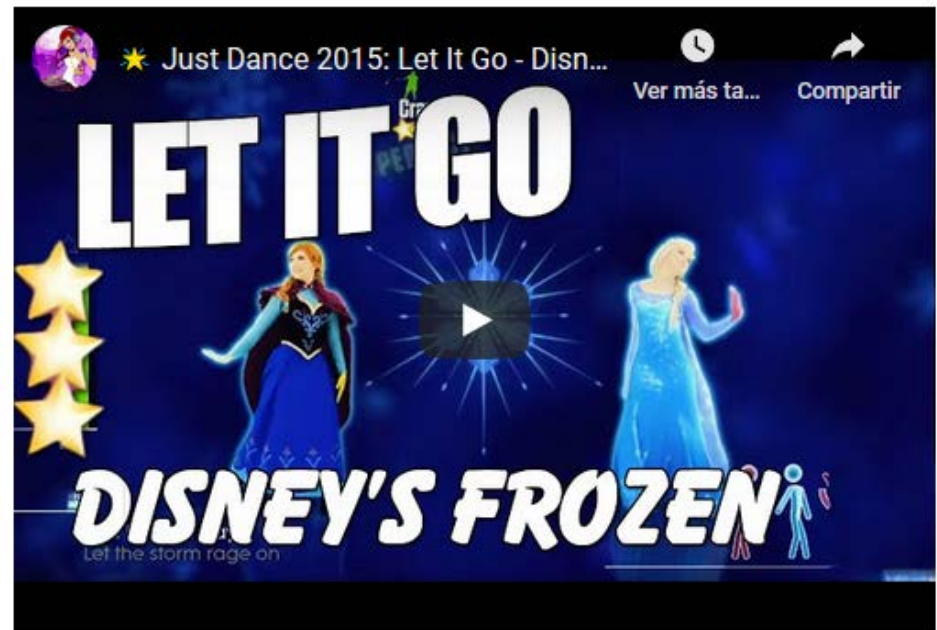 Just Dance 2015: Let It Go - Disn...
Ver más ta...
Compartir
LET IT GO
DISNEY'S FROZEN
Let the storm rage on